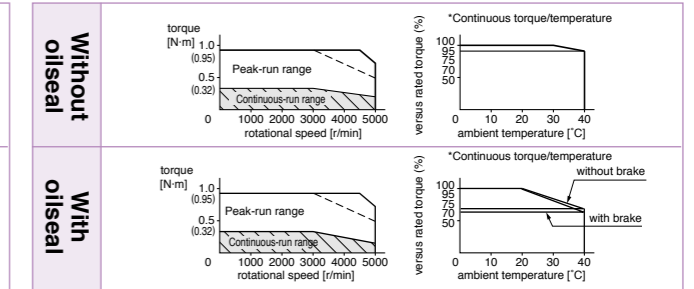 Without
oilseal
torque
[N·m]
1.0
(0.95)
0.5
(0.32)
Peak-run range
Continuous-run range
0 1000 2000 3000 4000 5000
rotational speed [r/min]
*Continuous torque/temperature
versus rated torque (%)
100
95
75
70
50
0 10 20 30 40
ambient temperature [˚C]
With
oilseal
torque
[N·m]
1.0
(0.95)
0.5
(0.32)
Peak-run range
Continuous-run range
0 1000 2000 3000 4000 5000
rotational speed [r/min]
*Continuous torque/temperature
without brake
versus rated torque (%)
100
95
75
70
50
with brake
0 10 20 30 40
ambient temperature [˚C]